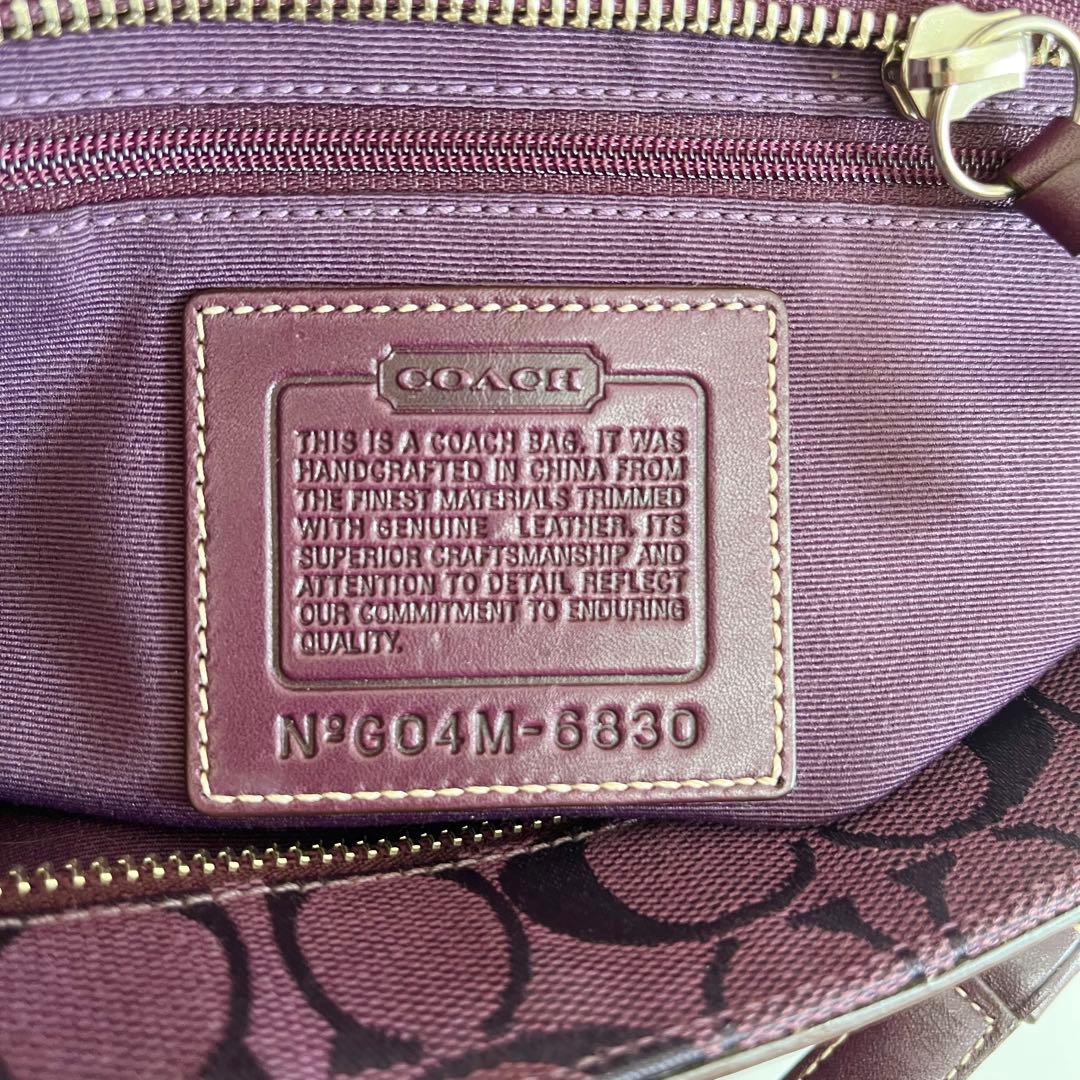 COACH
THIS IS A COACH BAG. IT WAS
HANDCRAFTED IN CHINA FROM
THE FINEST MATERIALS TRIMMED
WITH GENUINE LEATHER. ITS
SUPERIOR CRAFTSMANSHIP AND
ATTENTION TO DETAIL REFLECT
OUR COMMITMENT TO ENDURING
QUALITY.
Nº G04M-6830